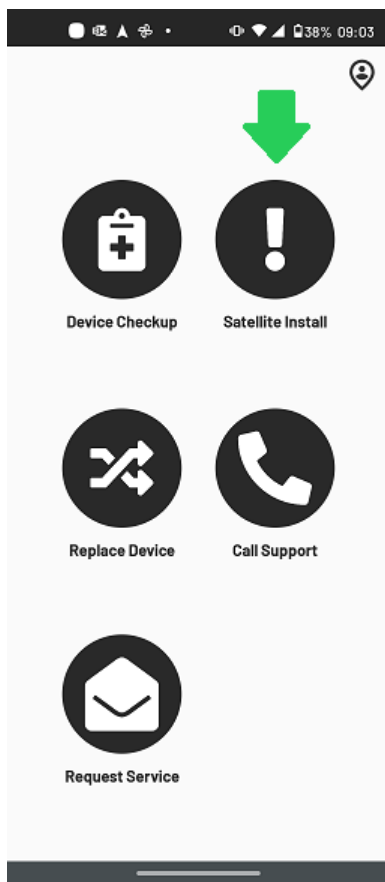 38% 09:03
Device Checkup
Satellite Install
Replace Device
Call Support
Request Service